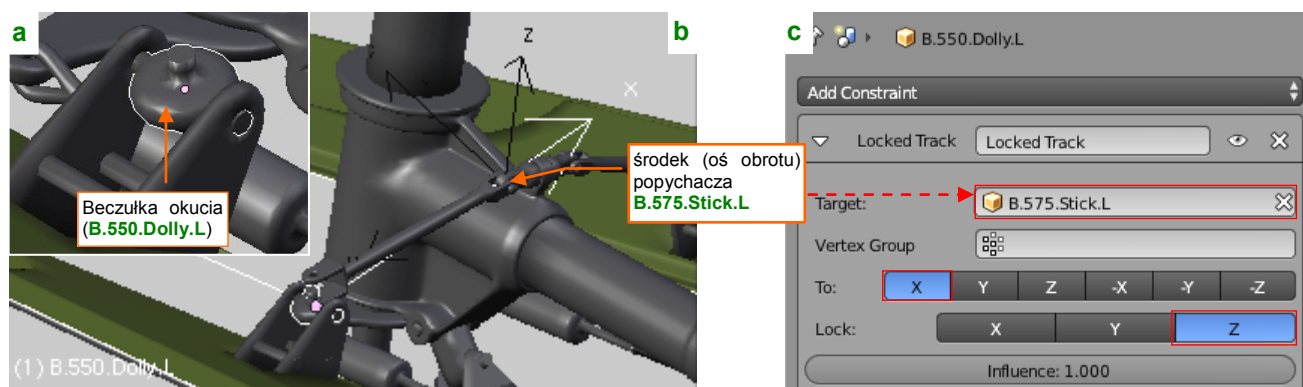 a
Beczułka okucia
(B.550.Dolly.L)
b
Z
X
środek (oś obrotu)
popychacza
B.575.Stick.L
(1) B.550.Dolly.L
c
B.550.Dolly.L
Add Constraint
Locked Track Locked Track
Target: B.575.Stick.L
Vertex Group
To: X Y Z -X -Y -Z
Lock: X Y Z
Influence: 1.000